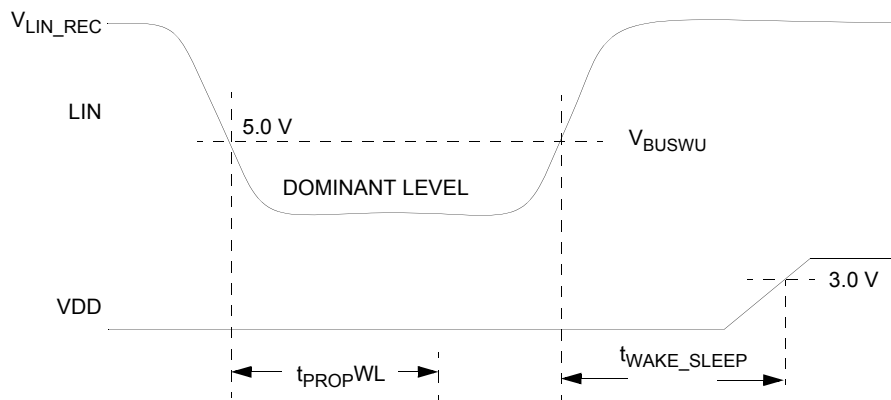 VLIN_REC
LIN
5.0 V
VBUSWU
DOMINANT LEVEL
3.0 V
VDD
tPROPWL
tWAKE_SLEEP